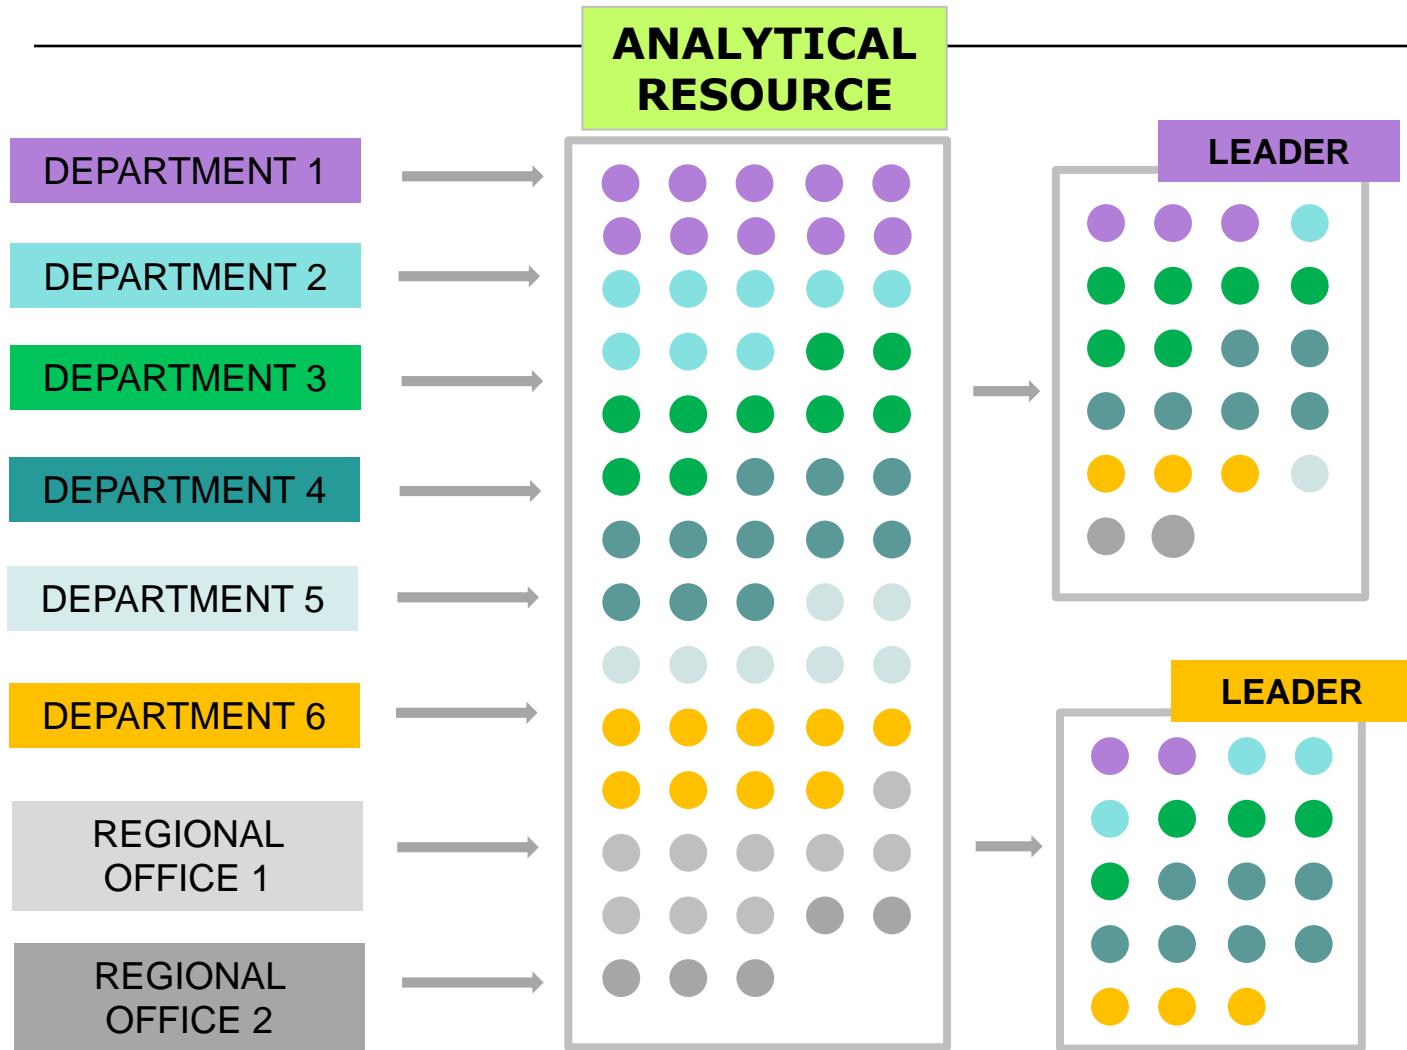 ANALYTICAL
RESOURCE
DEPARTMENT 1
DEPARTMENT 2
DEPARTMENT 3
DEPARTMENT 4
DEPARTMENT 5
DEPARTMENT 6
REGIONAL
OFFICE 1
REGIONAL
OFFICE 2
LEADER
LEADER